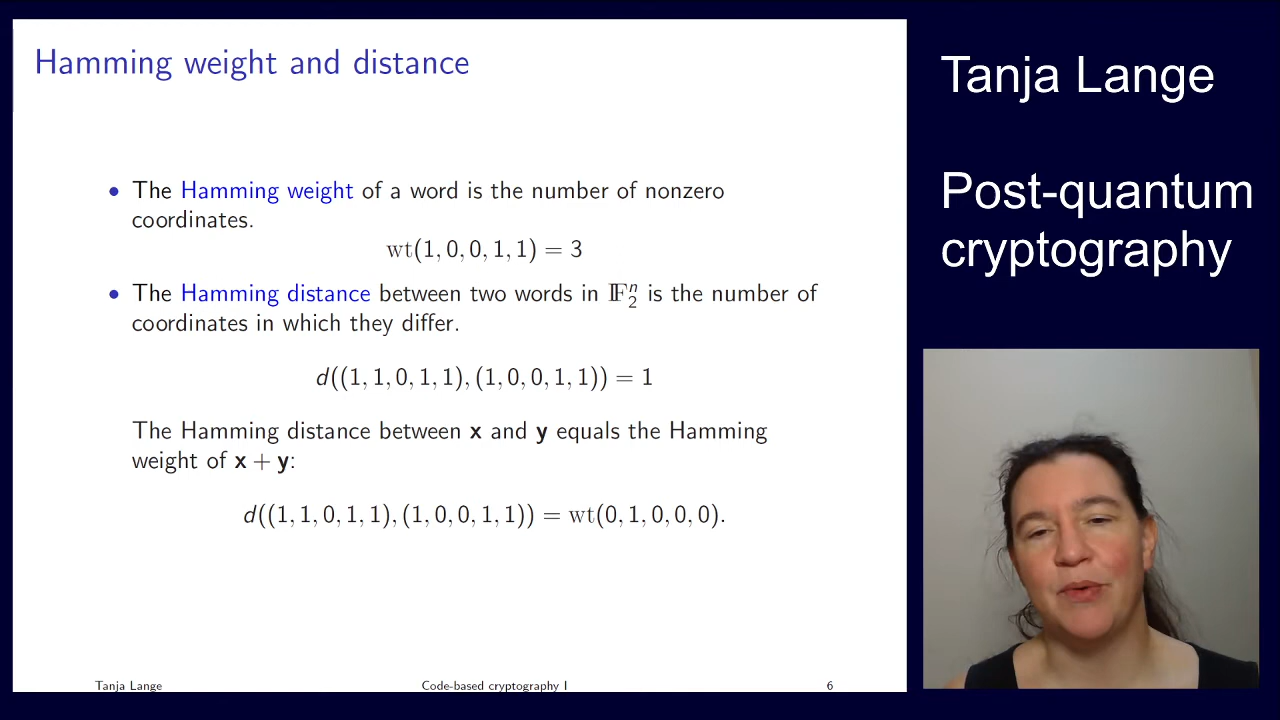 Hamming weight and distance
• The Hamming weight of a word is the number of nonzero
coordinates.
wt(1, 0, 0, 1, 1) = 3
• The Hamming distance between two words in 𝔽₂ⁿ is the number of
coordinates in which they differ.
d((1, 1, 0, 1, 1), (1, 0, 0, 1, 1)) = 1
The Hamming distance between x and y equals the Hamming
weight of x + y:
d((1, 1, 0, 1, 1), (1, 0, 0, 1, 1)) = wt(0, 1, 0, 0, 0).
Tanja Lange Code-based cryptography I 6
Tanja Lange
Post-quantum
cryptography